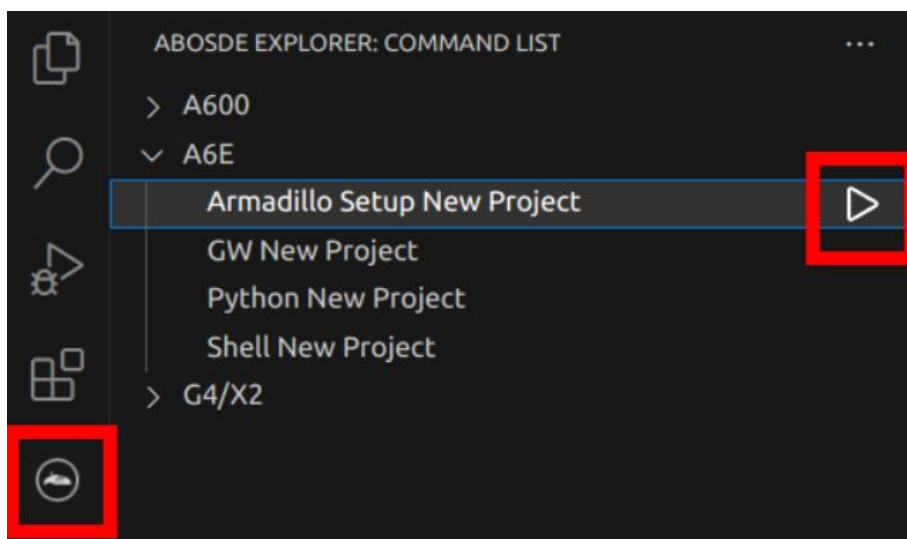 ABOSDE EXPLORER: COMMAND LIST
A600
A6E
Armadillo Setup New Project
GW New Project
Python New Project
Shell New Project
G4/X2